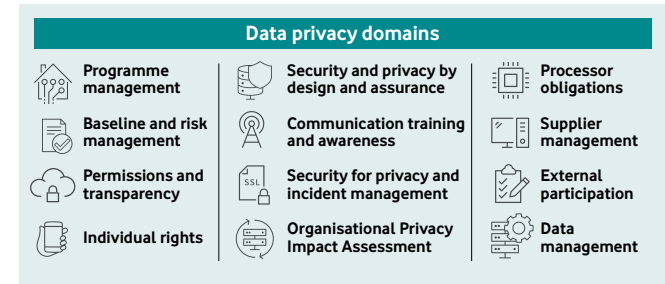 Data privacy domains
Programme
management
Baseline and risk
management
Permissions and
transparency
Individual rights
Security and privacy by
design and assurance
Communication training
and awareness
SSL
Security for privacy and
incident management
Organisational Privacy
Impact Assessment
Processor
obligations
Supplier
management
External
participation
Data
management